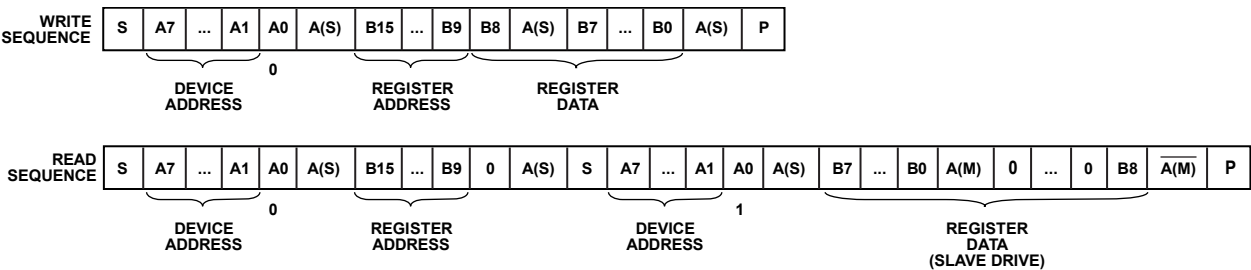 WRITE
SEQUENCE
S A7 ... A1 A0 A(S) B15 ... B9 B8 A(S) B7 ... B0 A(S) P
0
DEVICE
ADDRESS
REGISTER
ADDRESS
REGISTER
DATA
READ
SEQUENCE
S A7 ... A1 A0 A(S) B15 ... B9 0 A(S) S A7 ... A1 A0 A(S) B7 ... B0 A(M) 0 ... 0 B8 A(M) P
0
1
DEVICE
ADDRESS
REGISTER
ADDRESS
DEVICE
ADDRESS
REGISTER
DATA
(SLAVE DRIVE)